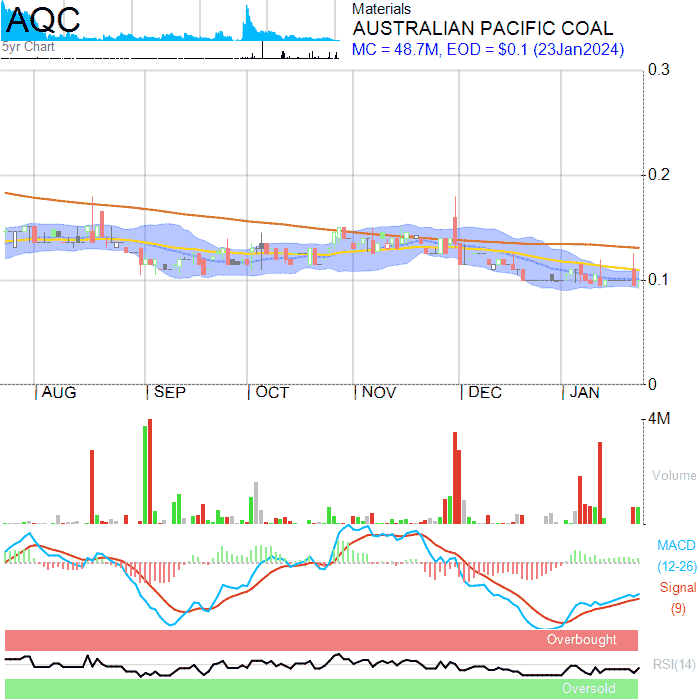 AQC
5yr Chart
Materials
AUSTRALIAN PACIFIC COAL
MC = 48.7M, EOD = $0.1 (23Jan2024)
0.3
0.2
0.1
0
AUG SEP OCT NOV DEC JAN
4M
Volume
MACD
(12-26)
Signal
(9)
Overbought
RSI(14)
Oversold